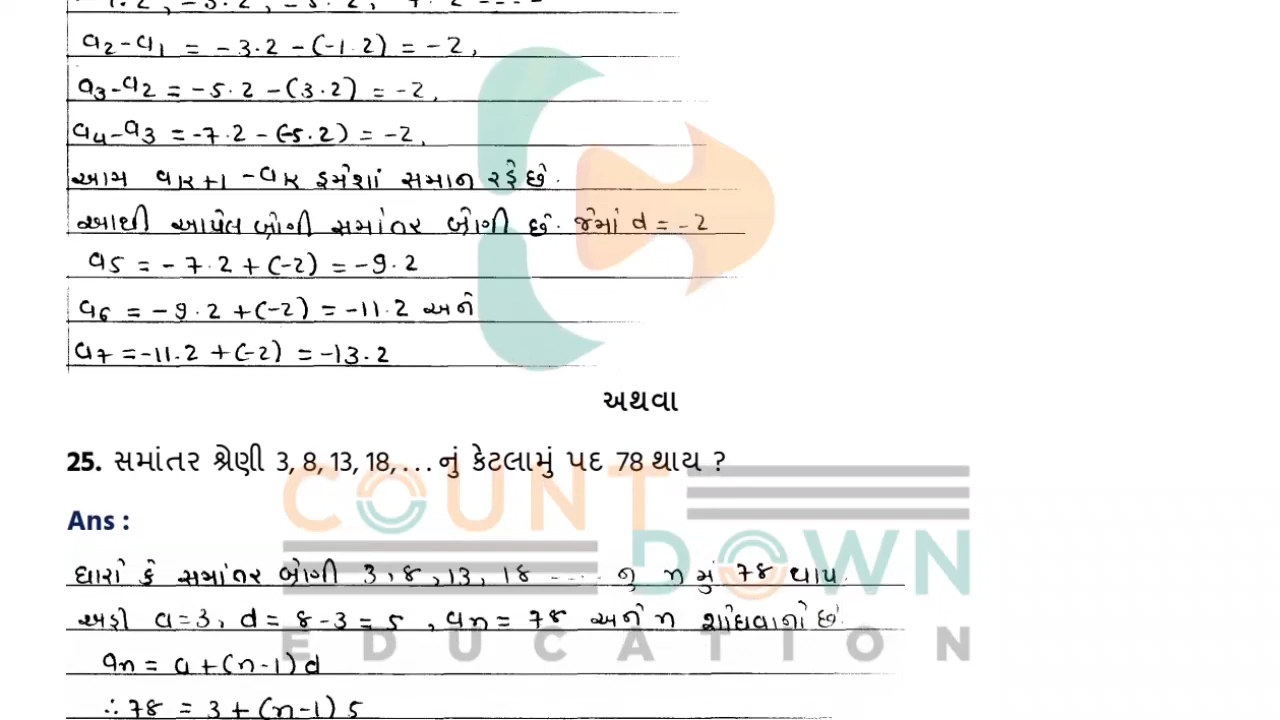 a2-a1 = -3.2 -(-1.2) = -2,
a3-a2 = -5.2 -(3.2) = -2,
a4-a3 = -7.2 -(-5.2) = -2,
આમ ak+1 - ak હમેશાં સમાન રહે છે.
આથી આપેલ શ્રેણી સમાંતર શ્રેણી છે. જેમાં d = -2
a5 = -7.2 + (-2) = -9.2
a6 = -9.2 + (-2) = -11.2 અને
a7 = -11.2 + (-2) = -13.2
અથવા
25. સમાંતર શ્રેણી 3, 8, 13, 18, . . . નું કેટલામું પદ 78 થાય ?
COUNT
Ans :
DOWN
ધારો કે સમાંતર શ્રેણી 3, 8, 13, 18 ..... નુ n મું 78 થાય.
અહી a = 3, d = 8 - 3 = 5, an = 78 અને n શોધવાનો છે.
EDUCATION
an = a + (n-1) d
∴ 78 = 3 + (n-1) 5